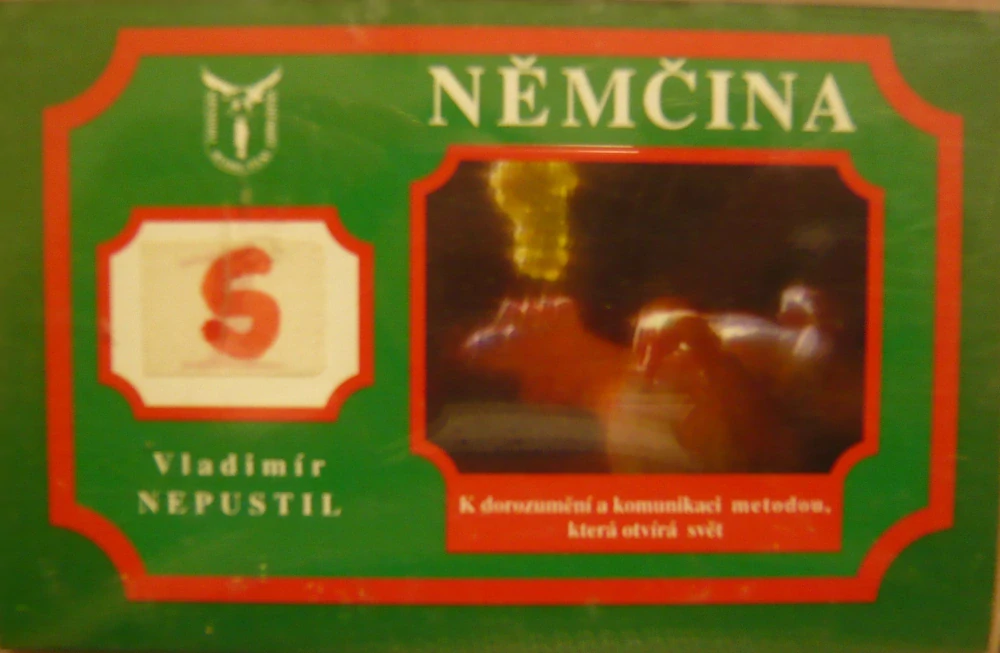 NĚMČINA
S
Vladimír
NEPUSTIL
K dorozumění a komunikaci metodou,
která otvírá svět